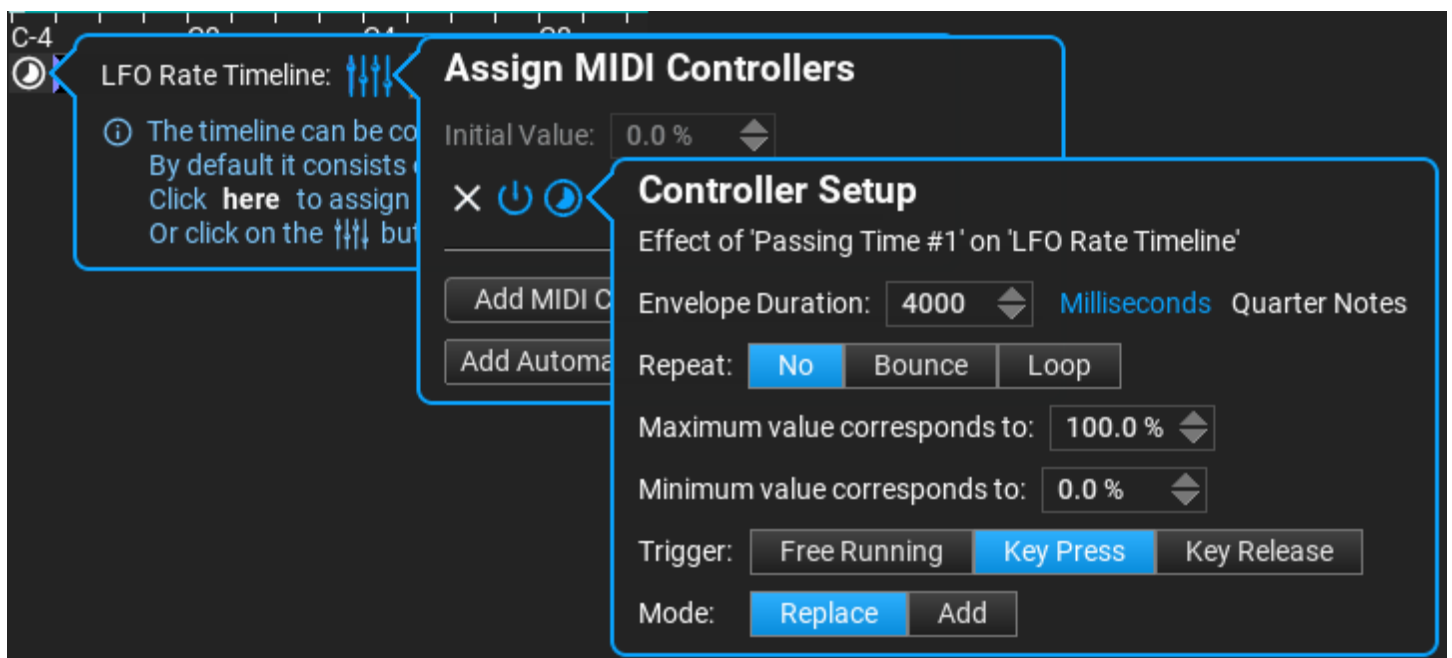 C-4
LFO Rate Timeline:
The timeline can be co
By default it consists
Click here to assign
Or click on the but
Assign MIDI Controllers
Initial Value: 0.0 %
Add MIDI C
Add Automa
Controller Setup
Effect of 'Passing Time #1' on 'LFO Rate Timeline'
Envelope Duration: 4000 Milliseconds Quarter Notes
Repeat: No Bounce Loop
Maximum value corresponds to: 100.0 %
Minimum value corresponds to: 0.0 %
Trigger: Free Running Key Press Key Release
Mode: Replace Add